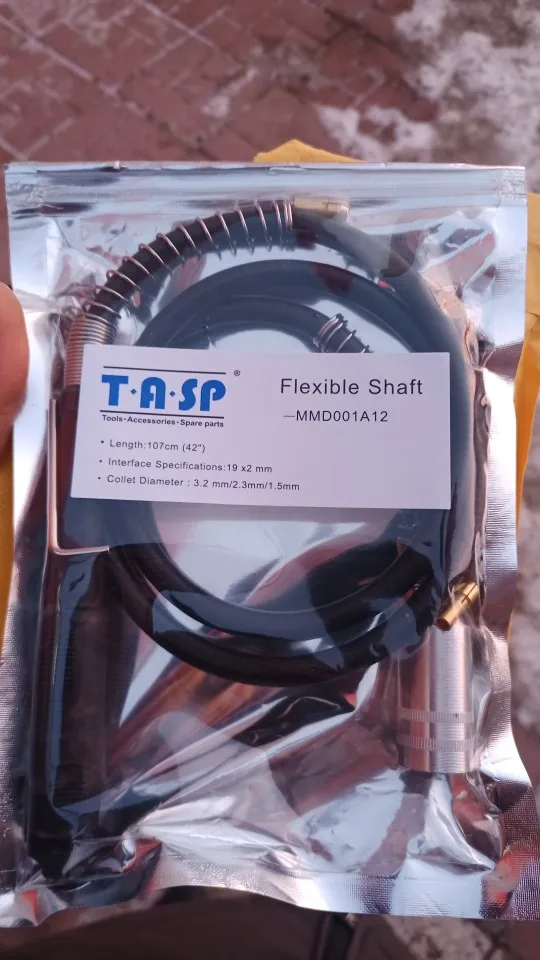 T·A·SP ®
Tools·Accessories·Spare parts
Flexible Shaft
—MMD001A12
• Length:107cm (42")
• Interface Specifications:19 x2 mm
• Collet Diameter : 3.2 mm/2.3mm/1.5mm